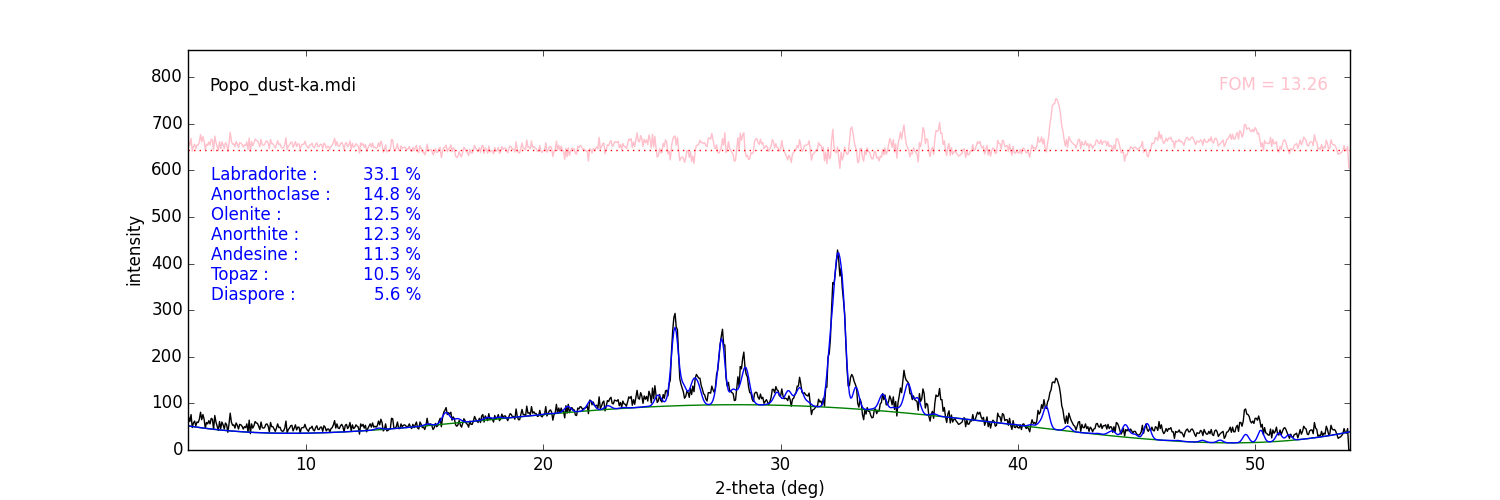 800
700
600
500
400
300
200
100
0
intensity
Popo_dust-ka.mdi
FOM = 13.26
Labradorite : 33.1 %
Anorthoclase : 14.8 %
Olenite : 12.5 %
Anorthite : 12.3 %
Andesine : 11.3 %
Topaz : 10.5 %
Diaspore : 5.6 %
10 20 30 40 50
2-theta (deg)